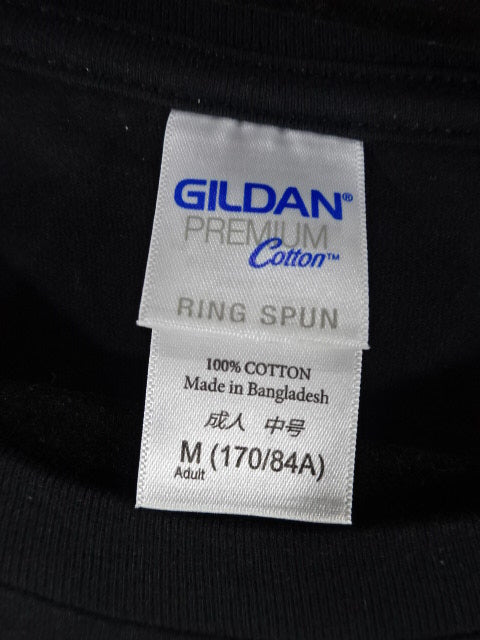 GILDAN®
PREMIUM
Cotton™
RING SPUN
100% COTTON
Made in Bangladesh
成人 中号
M (170/84A)
Adult